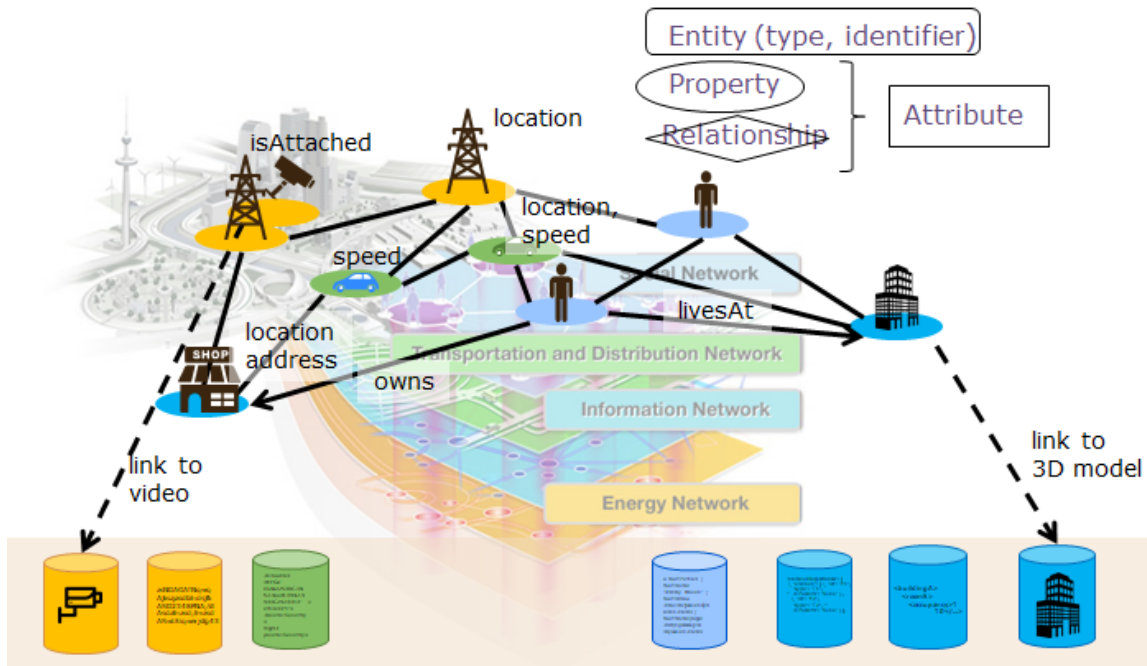 Entity (type, identifier)
Property
Relationship
Attribute
location
isAttached
location,
speed
speed
Social Network
livesAt
location
address
SHOP
Transportation and Distribution Network
owns
Information Network
link to
video
link to
3D model
Energy Network